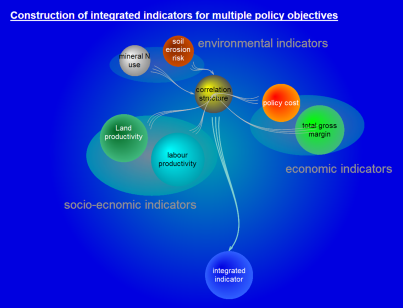 Construction of integrated indicators for multiple policy objectives
soil
erosion
risk
environmental indicators
mineral N
use
correlation
structure
policy cost
Land
productivity
total gross
margin
labour
productivity
economic indicators
socio-ecnomic indicators
integrated
indicator